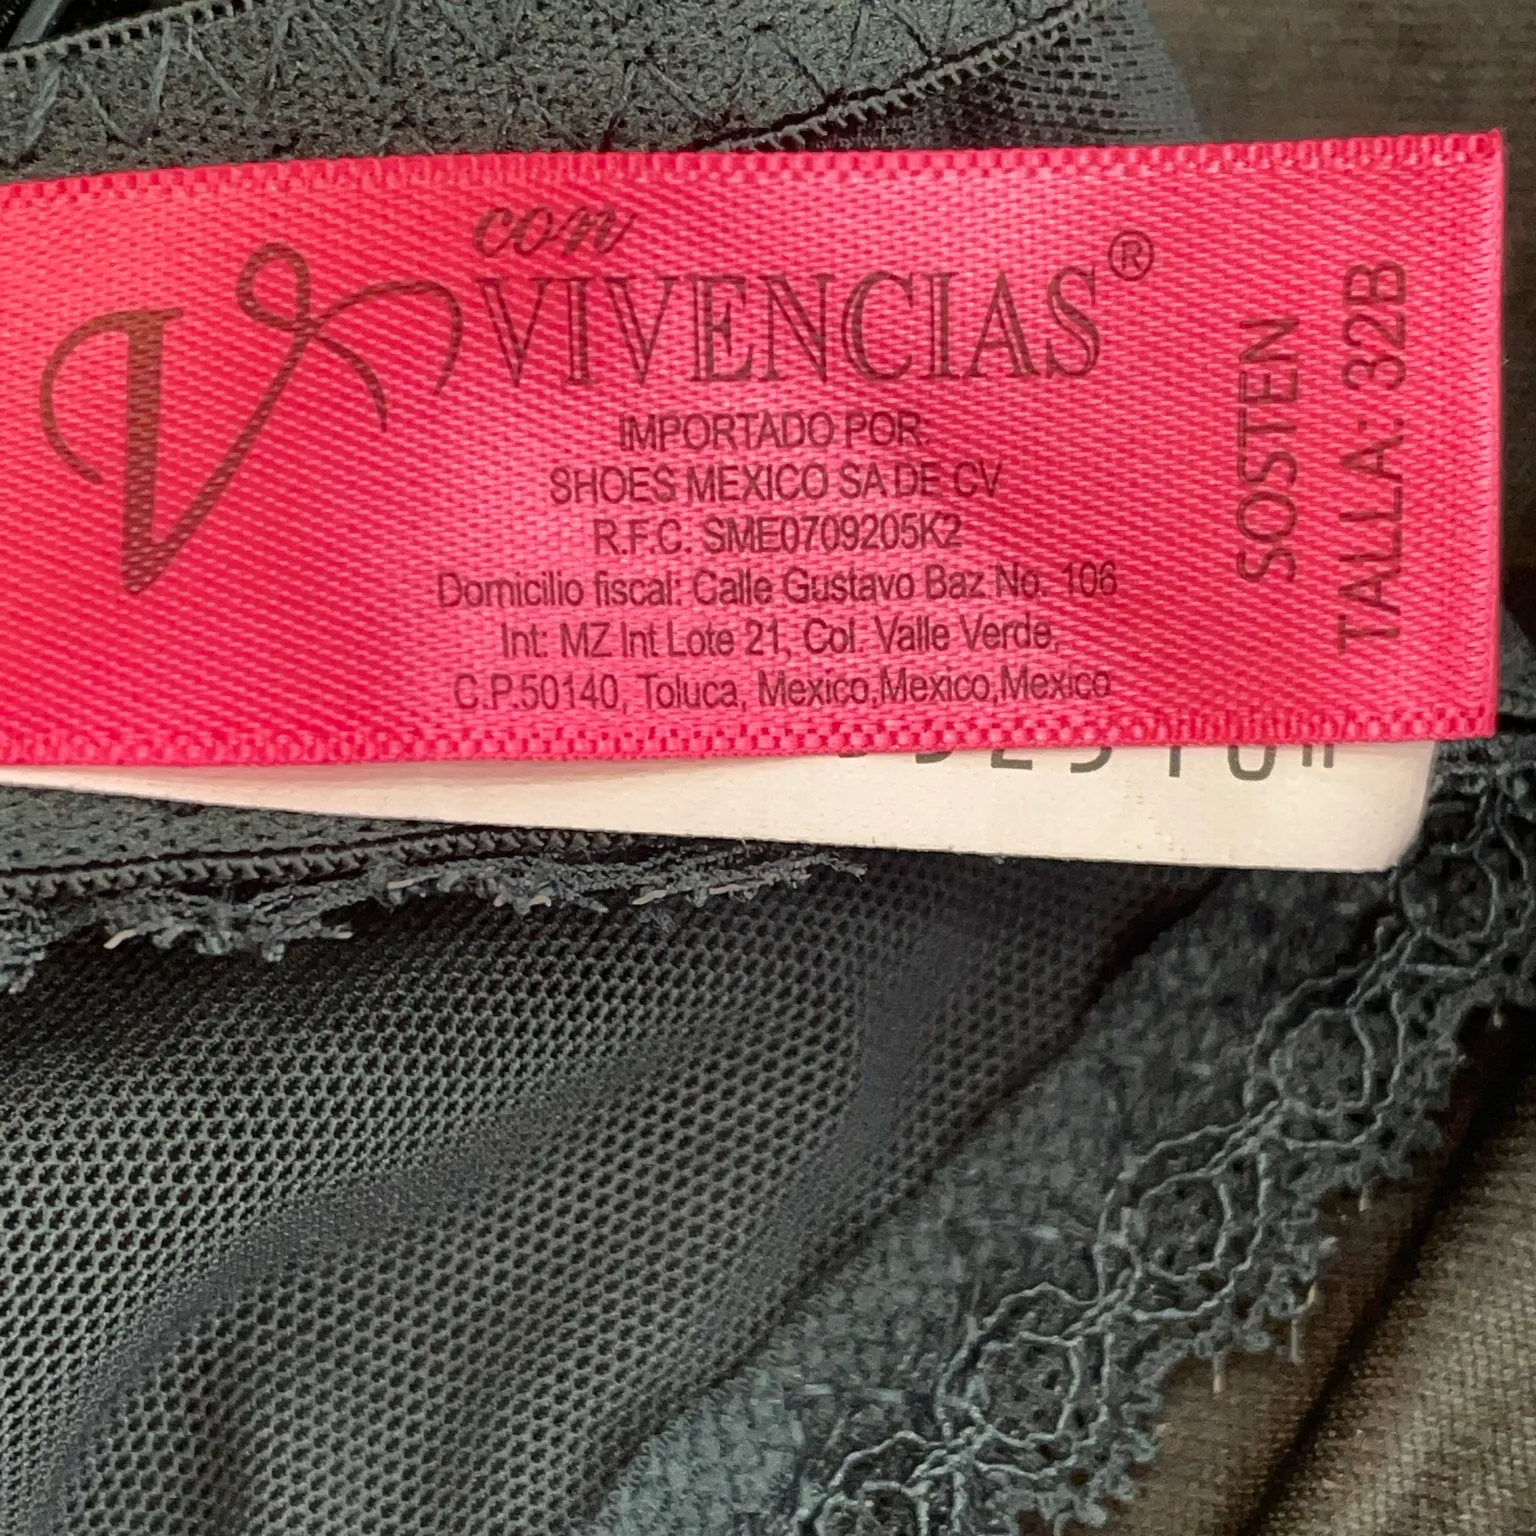 con
VIVENCIAS®
IMPORTADO POR:
SHOES MEXICO SA DE CV
R.F.C. SME0709205K2
Domicilio fiscal: Calle Gustavo Baz No. 106
Int: MZ Int Lote 21, Col. Valle Verde,
C.P.50140, Toluca, Mexico,Mexico,Mexico
SOSTEN
TALLA: 32B